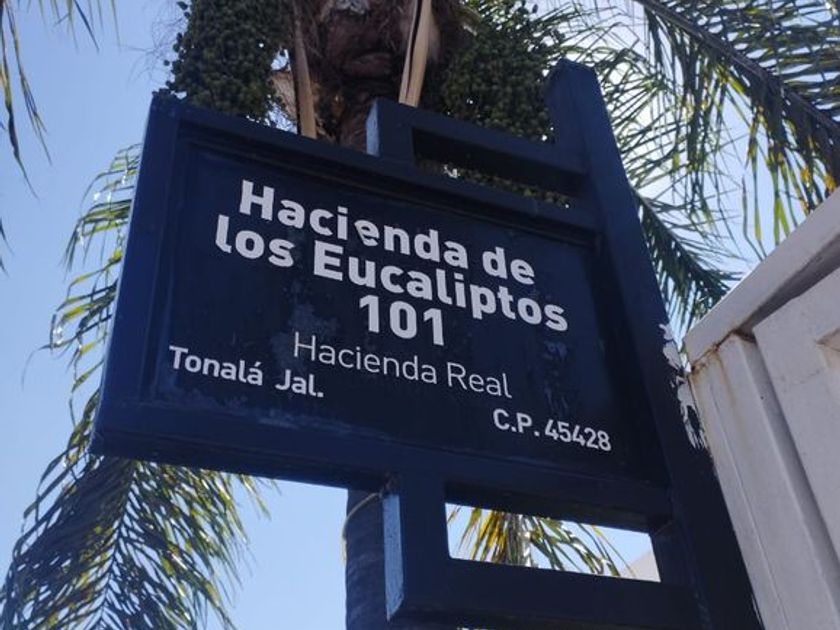 Hacienda de
los Eucaliptos
101
Hacienda Real
Tonalá Jal.
C.P. 45428